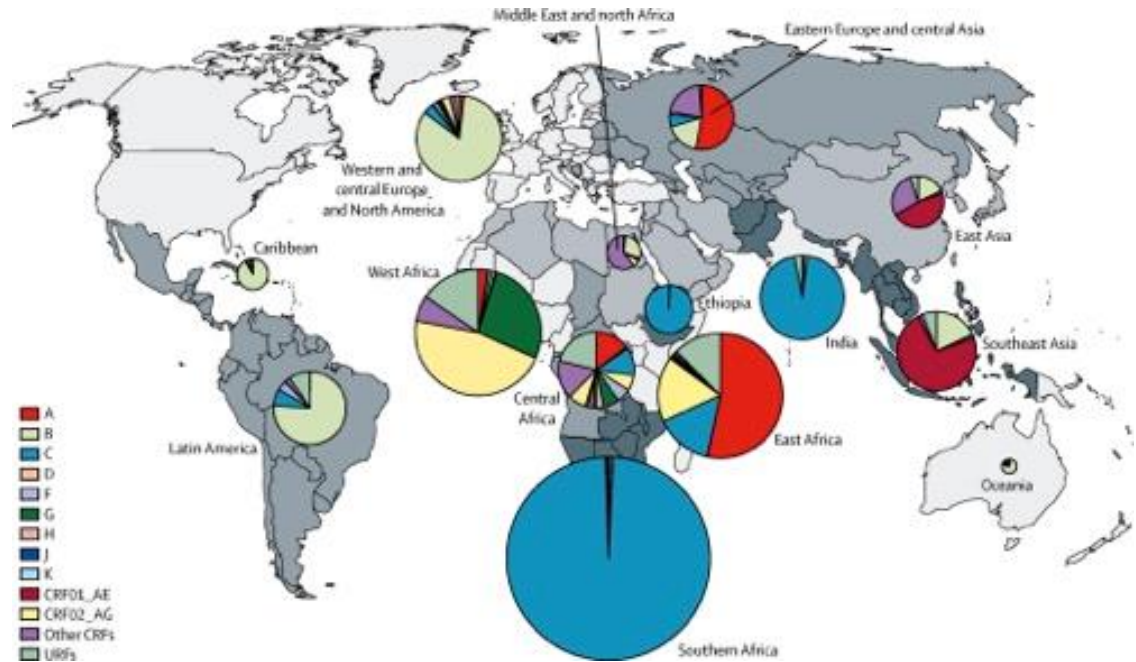 Middle East and north Africa
Eastern Europe and central Asia
Western and
central Europe
and North America
East Asia
Caribbean
West Africa
Ethiopia
India
Southeast Asia
Central
Africa
East Africa
Latin America
Oceania
A
B
C
D
F
G
H
J
K
CRF01_AE
CRF02_AG
Other CRFs
URFs
Southern Africa